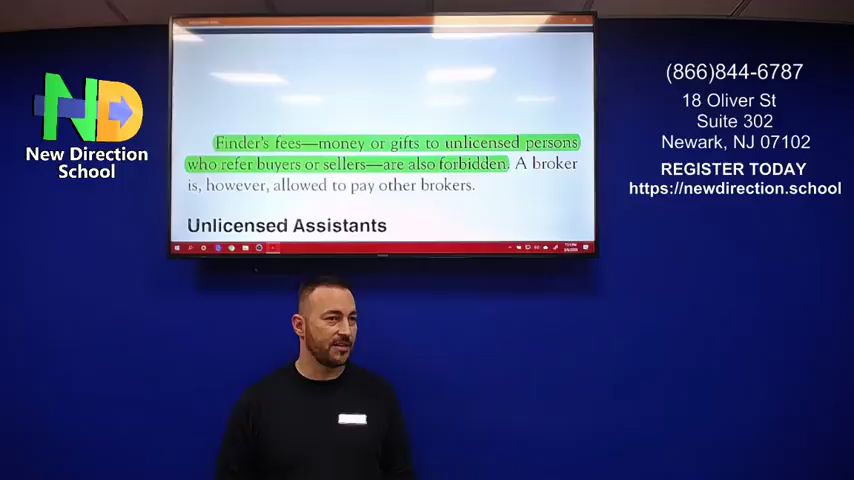 ND
New Direction
School
Finder's fees—money or gifts to unlicensed persons
who refer buyers or sellers—are also forbidden. A broker
is, however, allowed to pay other brokers.
Unlicensed Assistants
(866)844-6787
18 Oliver St
Suite 302
Newark, NJ 07102
REGISTER TODAY
https://newdirection.school